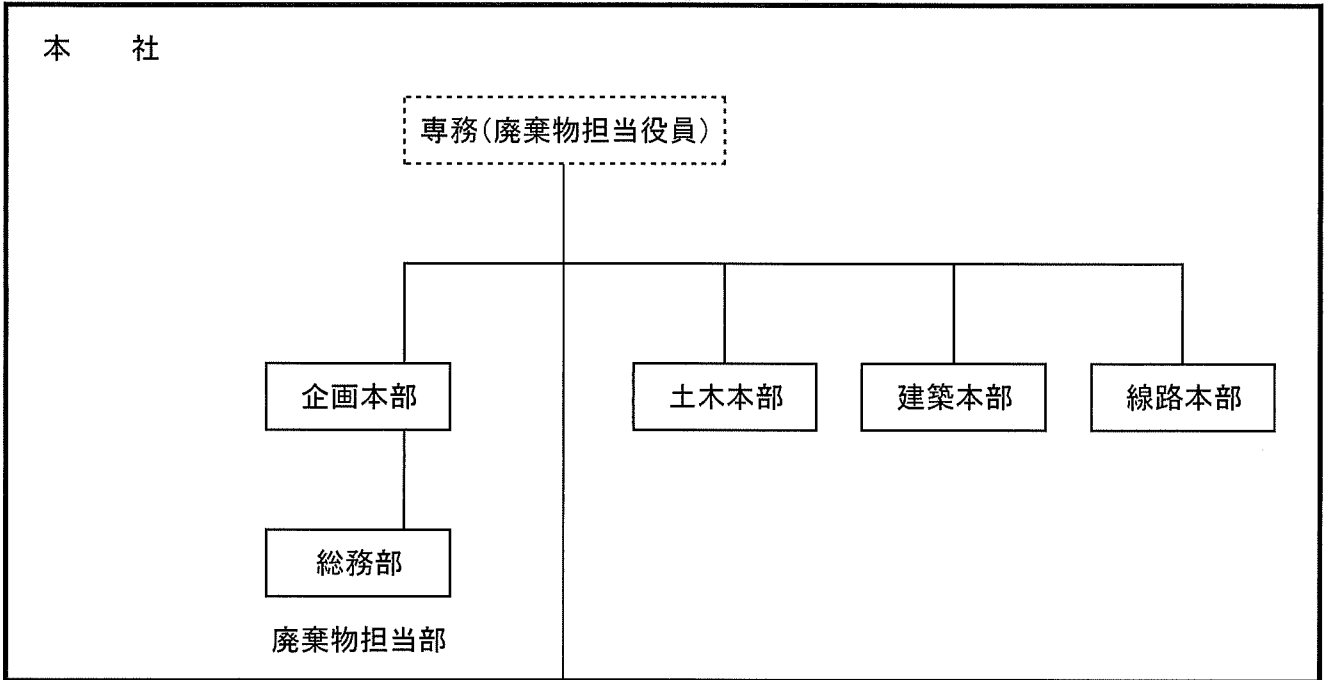 本　　社
専務(廃棄物担当役員)
企画本部
土木本部
建築本部
線路本部
総務部
廃棄物担当部